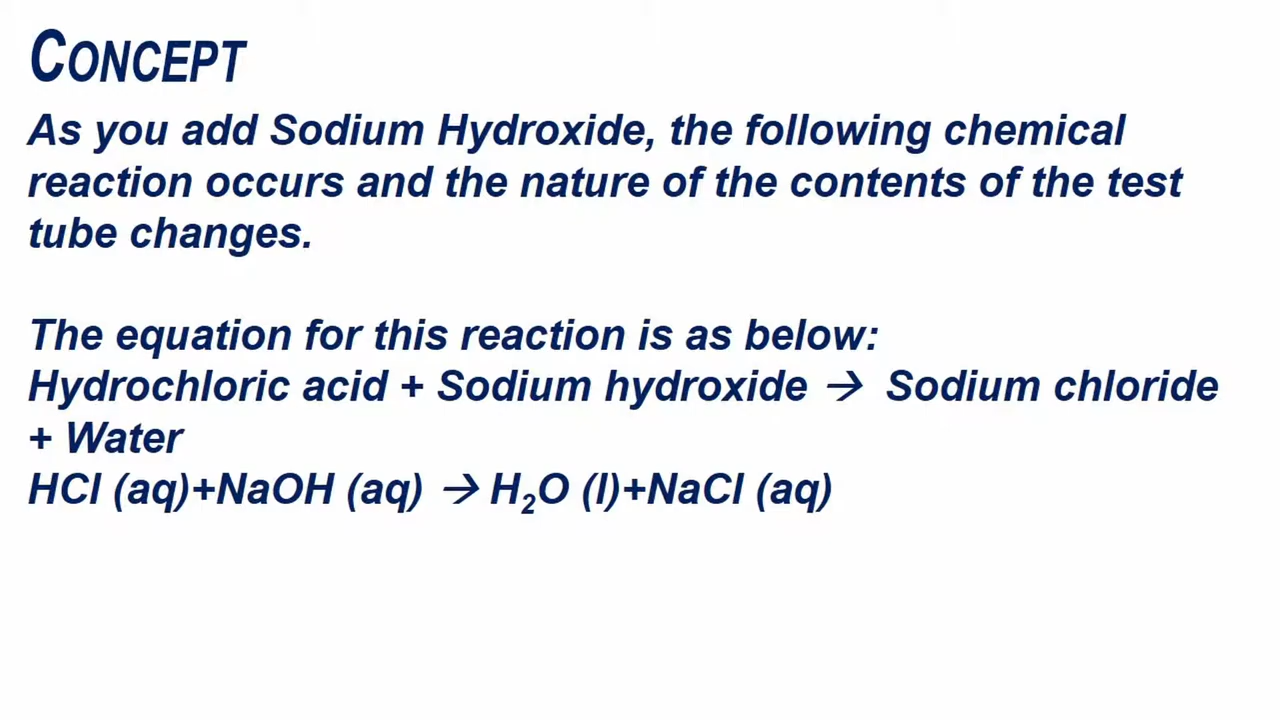 CONCEPT
As you add Sodium Hydroxide, the following chemical
reaction occurs and the nature of the contents of the test
tube changes.
The equation for this reaction is as below:
Hydrochloric acid + Sodium hydroxide → Sodium chloride
+ Water
HCl (aq)+NaOH (aq) → H₂O (l)+NaCl (aq)